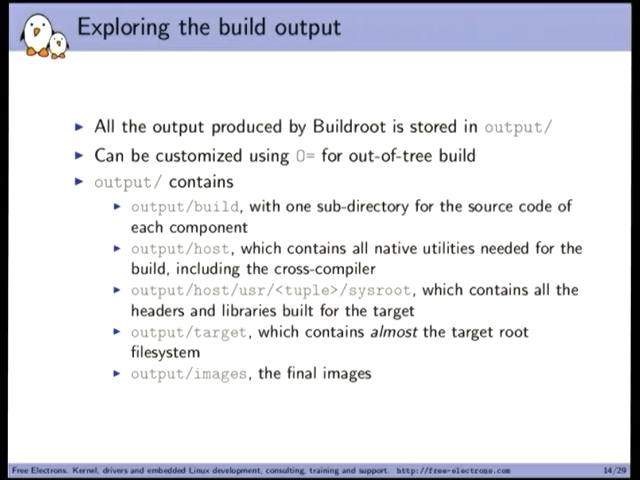 Exploring the build output
▶ All the output produced by Buildroot is stored in output/
▶ Can be customized using O= for out-of-tree build
▶ output/ contains
▶ output/build, with one sub-directory for the source code of
each component
▶ output/host, which contains all native utilities needed for the
build, including the cross-compiler
▶ output/host/usr/<tuple>/sysroot, which contains all the
headers and libraries built for the target
▶ output/target, which contains almost the target root
filesystem
▶ output/images, the final images
Free Electrons. Kernel, drivers and embedded Linux development, consulting, training and support. http://free-electrons.com 14/29